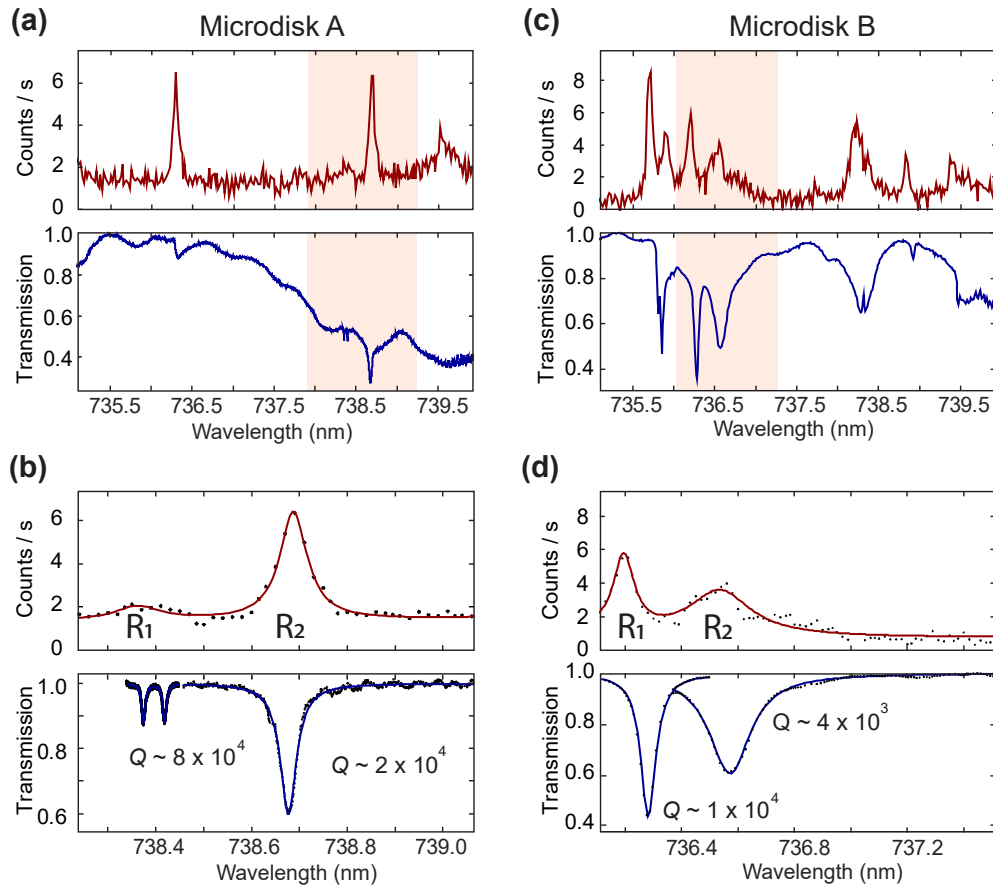 (a)
Microdisk A
Counts / s
6
4
2
0
Transmission
1.0
0.8
0.6
0.4
735.5 736.5 737.5 738.5 739.5
Wavelength (nm)
(b)
Counts / s
6
4
2
0
R1
R2
Transmission
1.0
0.8
0.6
Q ~ 8 x 10^4
Q ~ 2 x 10^4
738.4 738.6 738.8 739.0
Wavelength (nm)
(c)
Microdisk B
Counts / s
8
6
4
2
0
Transmission
1.0
0.8
0.6
0.4
735.5 736.5 737.5 738.5 739.5
Wavelength (nm)
(d)
Counts / s
8
6
4
2
0
R1
R2
Transmission
1.0
0.8
0.6
0.4
Q ~ 4 x 10^3
Q ~ 1 x 10^4
736.4 736.8 737.2
Wavelength (nm)